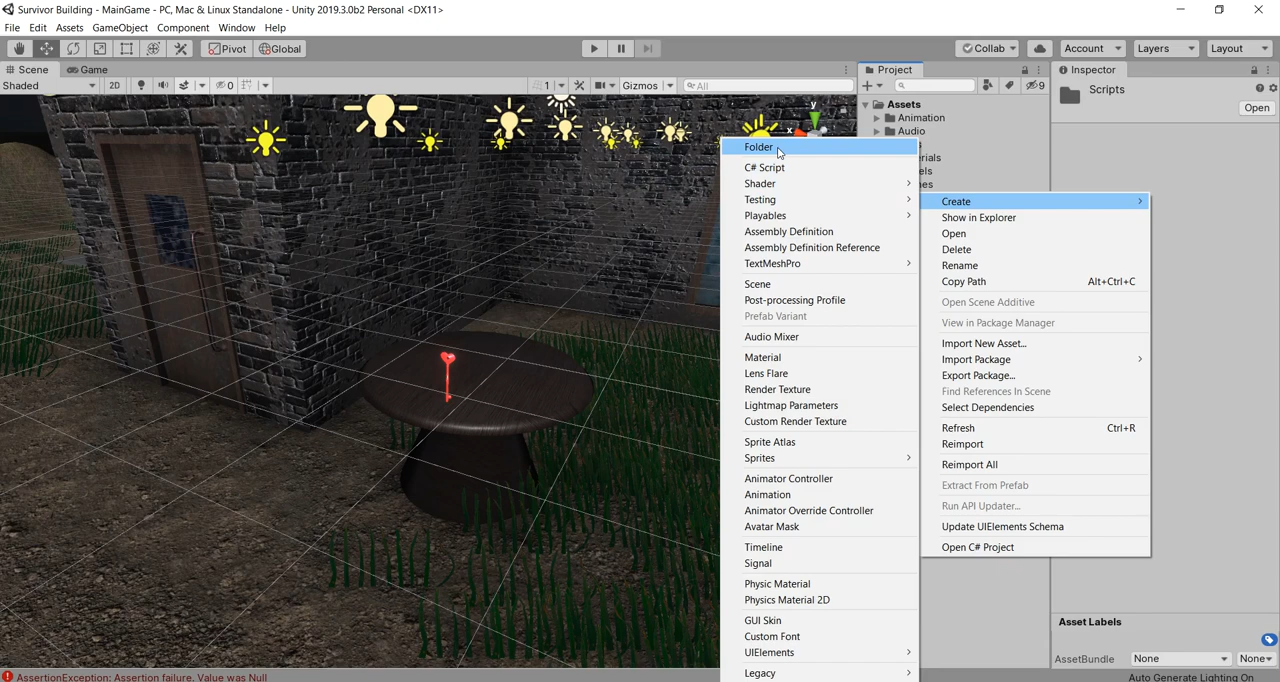 Survivor Building - MainGame - PC, Mac & Linux Standalone - Unity 2019.3.0b2 Personal <DX11>
File Edit Assets GameObject Component Window Help
Pivot Global Collab Account Layers Layout
Scene Game Project Inspector
Shaded 2D 0 1 Gizmos All 9
Scripts
Open
Assets
Animation
Audio
erials
els
es
y
x
Folder
C# Script
Shader
Testing
Playables
Assembly Definition
Assembly Definition Reference
TextMeshPro
Scene
Post-processing Profile
Prefab Variant
Audio Mixer
Material
Lens Flare
Render Texture
Lightmap Parameters
Custom Render Texture
Sprite Atlas
Sprites
Animator Controller
Animation
Animator Override Controller
Avatar Mask
Timeline
Signal
Physic Material
Physics Material 2D
GUI Skin
Custom Font
UIElements
Legacy
Create
Show in Explorer
Open
Delete
Rename
Copy Path Alt+Ctrl+C
Open Scene Additive
View in Package Manager
Import New Asset...
Import Package
Export Package...
Find References In Scene
Select Dependencies
Refresh Ctrl+R
Reimport
Reimport All
Extract From Prefab
Run API Updater...
Update UIElements Schema
Open C# Project
Asset Labels
AssetBundle None None
AssertionException: Assertion failure. Value was Null
Auto Generate Lighting On